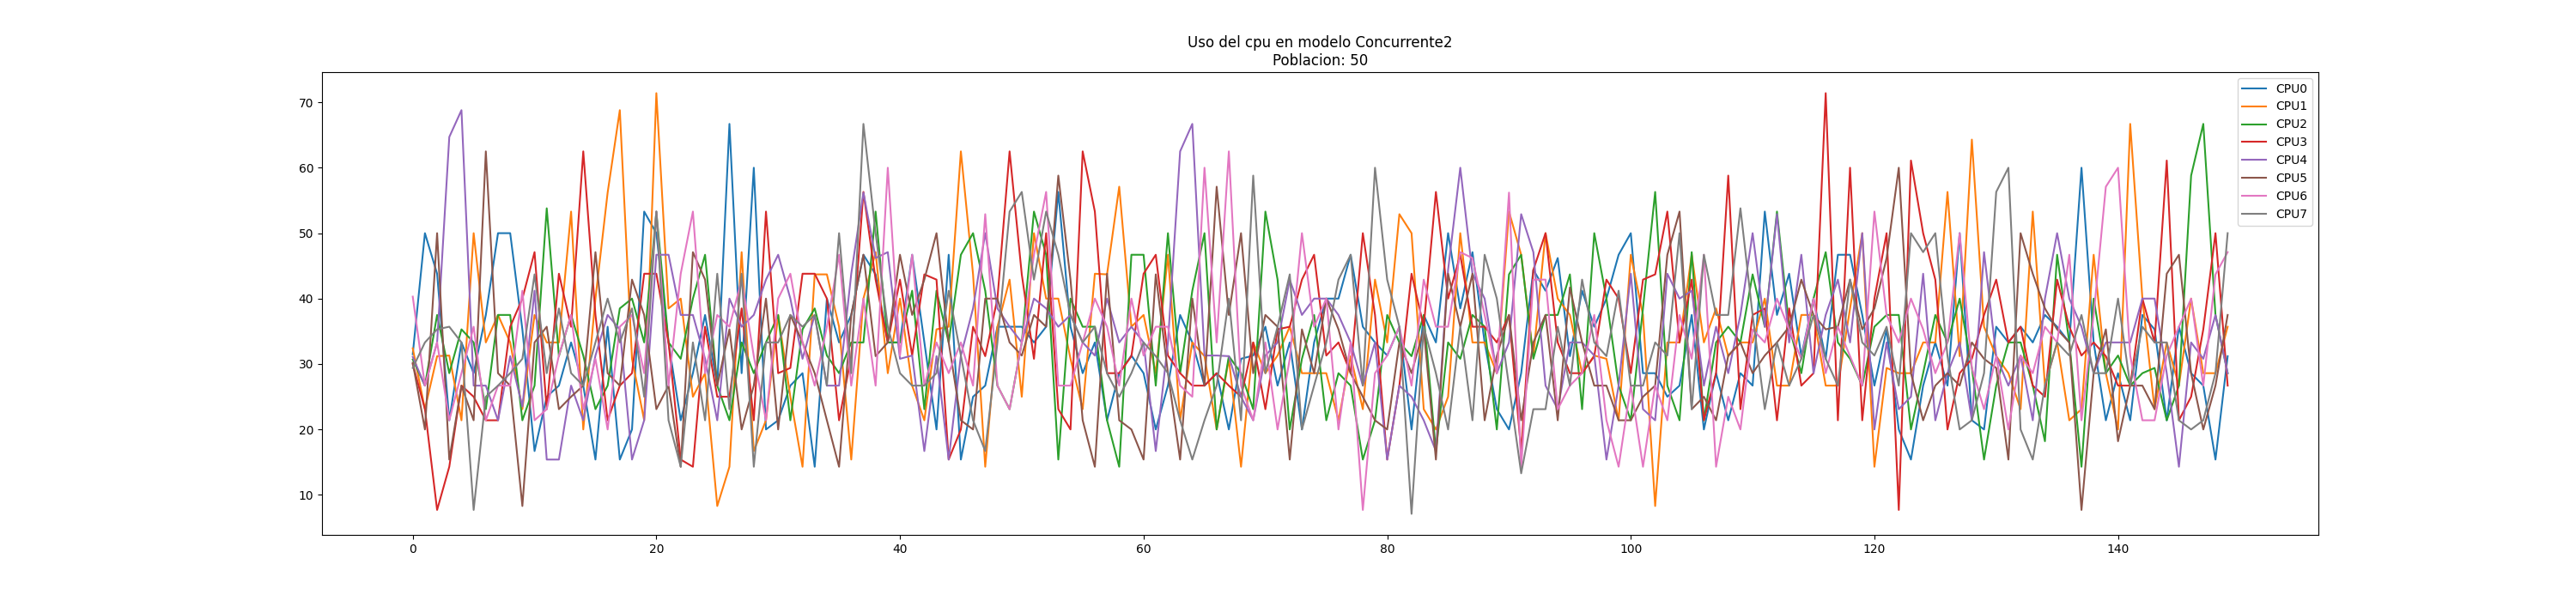 Uso del cpu en modelo Concurrente2
Poblacion: 50
70
60
50
40
30
20
10
0
20
40
60
80
100
120
140
CPU0
CPU1
CPU2
CPU3
CPU4
CPU5
CPU6
CPU7